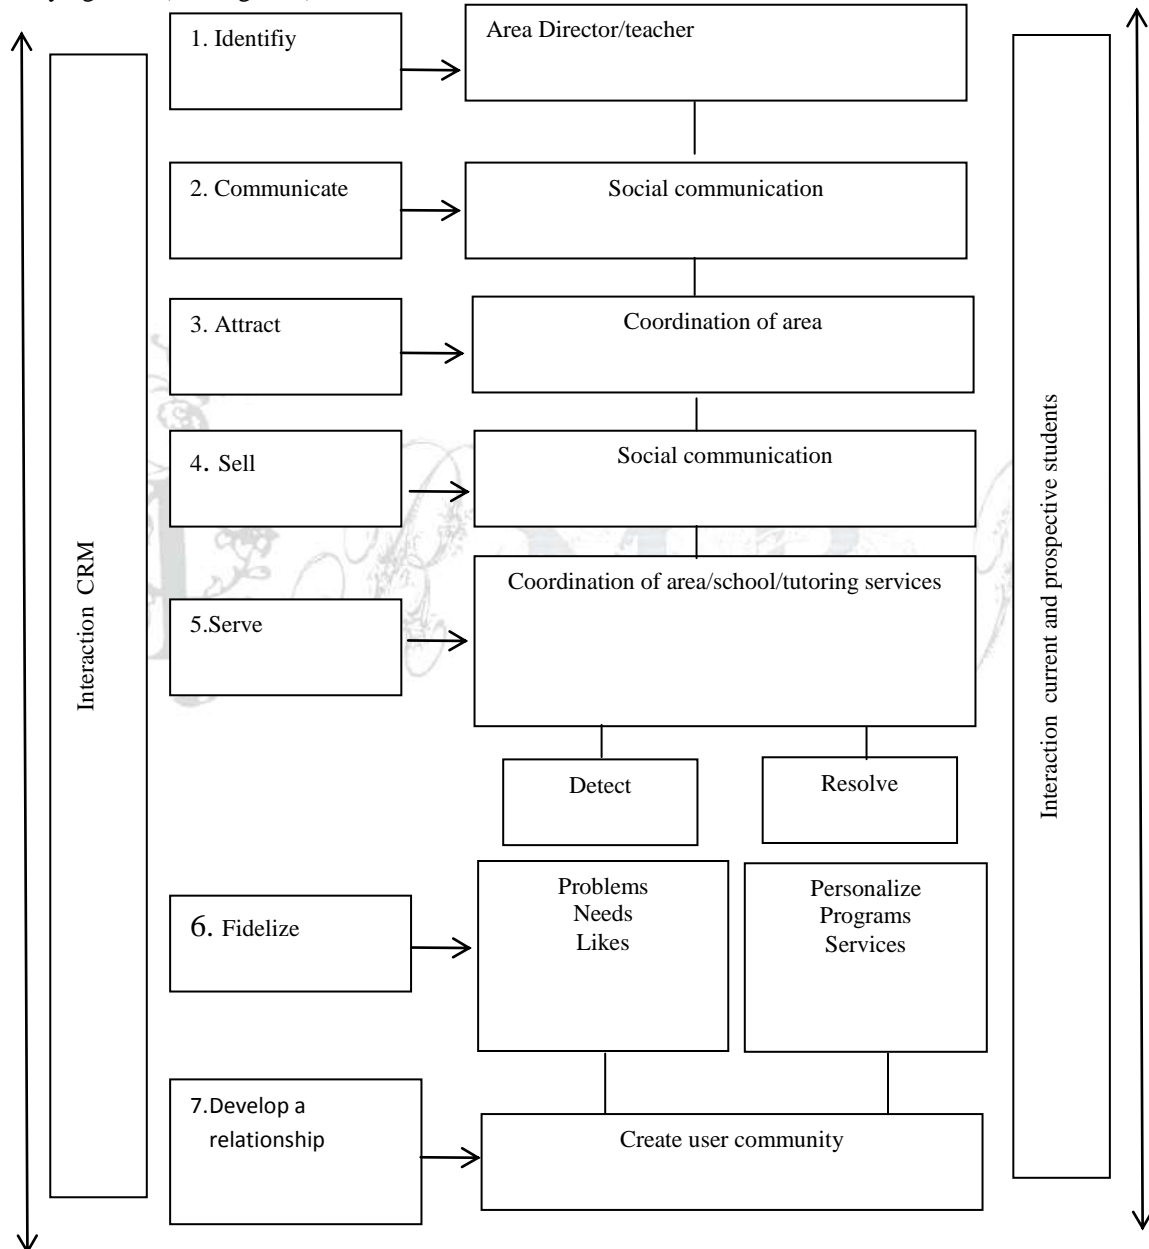 1. Identifiy
Area Director/teacher
2. Communicate
Social communication
3. Attract
Coordination of area
4. Sell
Social communication
5.Serve
Coordination of area/school/tutoring services
Detect
Resolve
6. Fidelize
Problems
Needs
Likes
Personalize
Programs
Services
7.Develop a
relationship
Create user community
Interaction CRM
Interaction current and prospective students